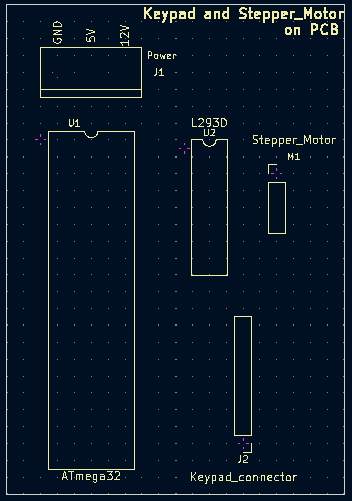 Keypad and Stepper_Motor
on PCB
GND
5V
12V
Power
J1
U1
L293D
U2
Stepper_Motor
M1
J2
ATmega32
Keypad_connector